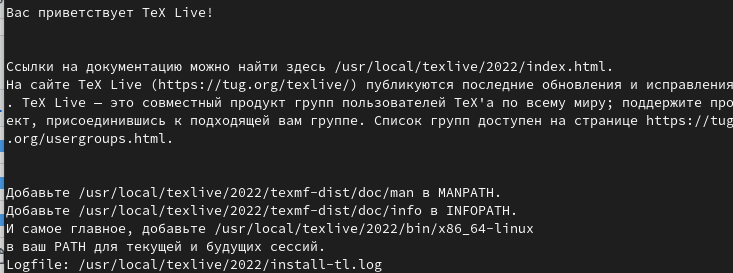 Вас приветствует TeX Live!
Ссылки на документацию можно найти здесь /usr/local/texlive/2022/index.html.
На сайте TeX Live (https://tug.org/texlive/) публикуются последние обновления и исправления
. TeX Live — это совместный продукт групп пользователей TeX'а по всему миру; поддержите про
ект, присоединившись к подходящей вам группе. Список групп доступен на странице https://tug
.org/usergroups.html.
Добавьте /usr/local/texlive/2022/texmf-dist/doc/man в MANPATH.
Добавьте /usr/local/texlive/2022/texmf-dist/doc/info в INFOPATH.
И самое главное, добавьте /usr/local/texlive/2022/bin/x86_64-linux
в ваш PATH для текущей и будущих сессий.
Logfile: /usr/local/texlive/2022/install-tl.log